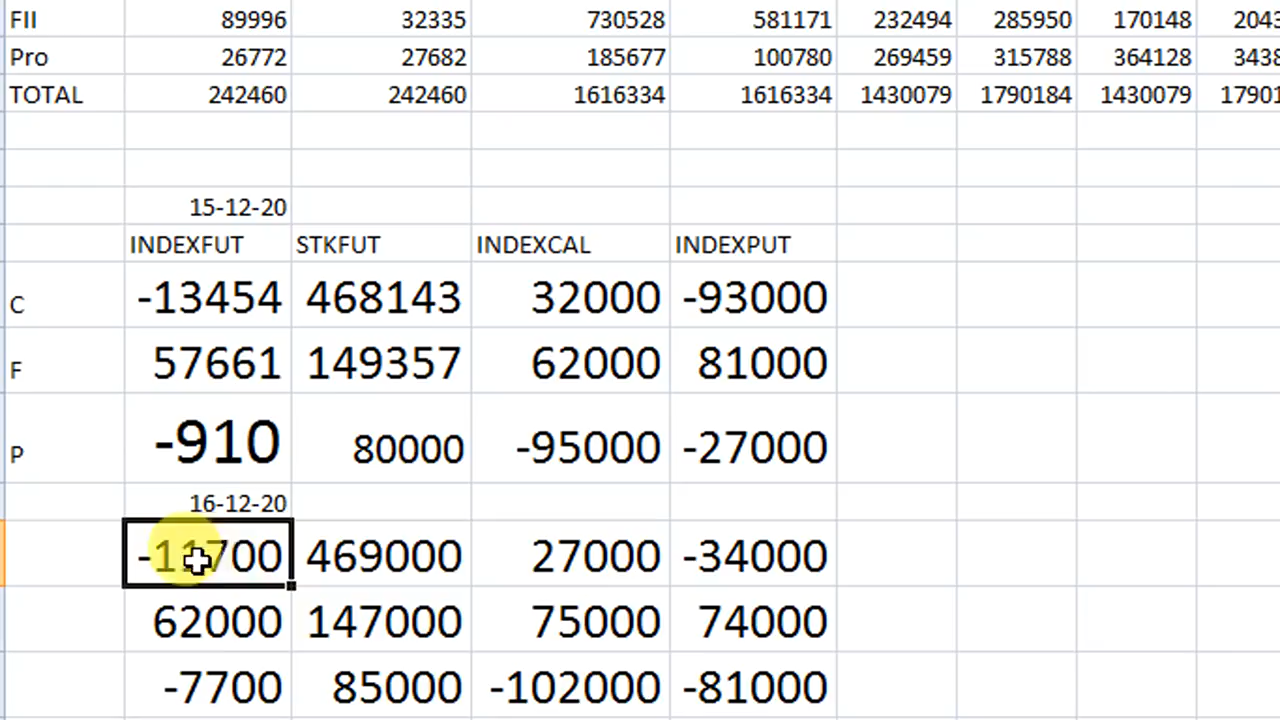 FII 89996 32335 730528 581171 232494 285950 170148
Pro 26772 27682 185677 100780 269459 315788 364128
TOTAL 242460 242460 1616334 1616334 1430079 1790184 1430079
15-12-20
INDEXFUT STKFUT INDEXCAL INDEXPUT
C -13454 468143 32000 -93000
F 57661 149357 62000 81000
P -910 80000 -95000 -27000
16-12-20
-11700 469000 27000 -34000
62000 147000 75000 74000
-7700 85000 -102000 -81000